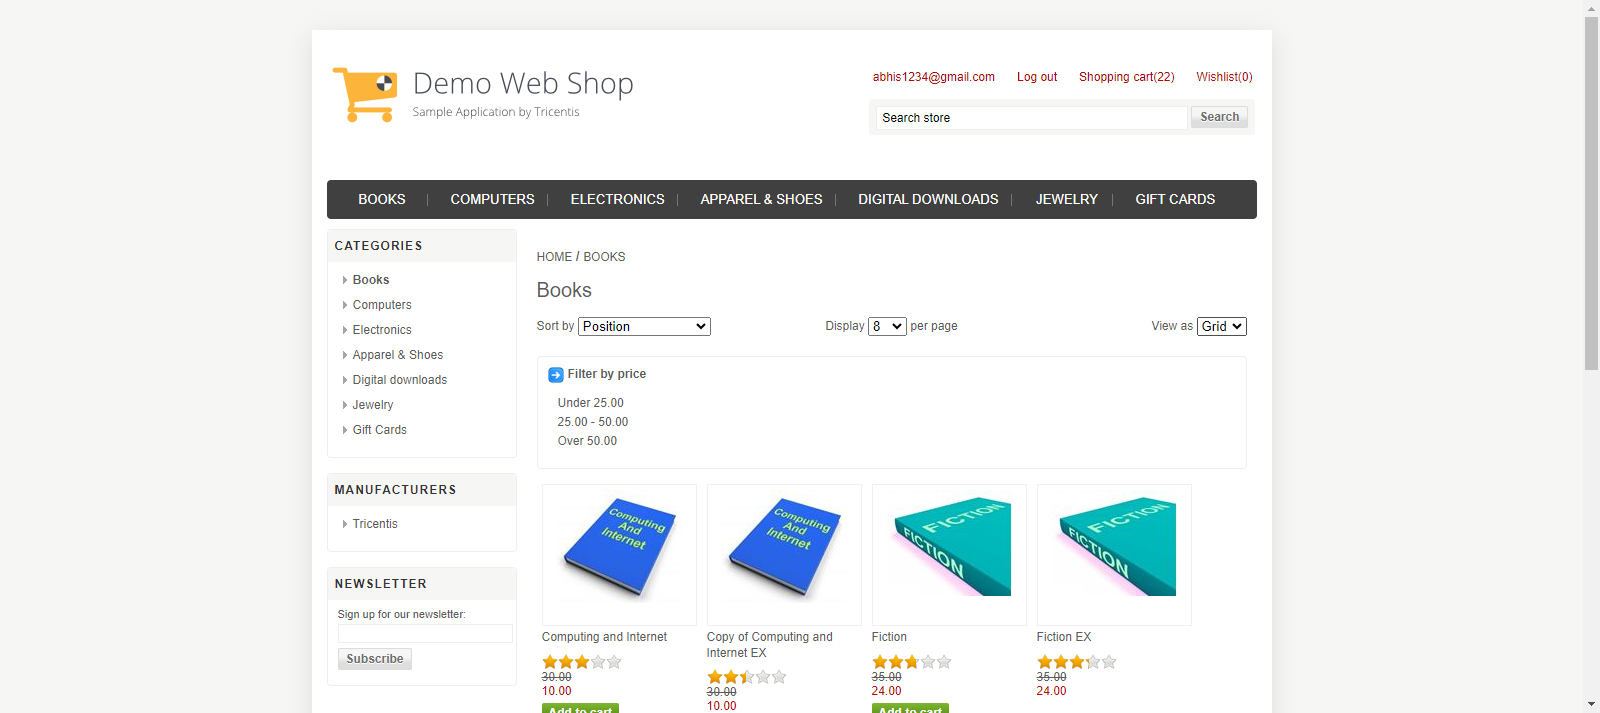 Demo Web Shop
Sample Application by Tricentis
abhis1234@gmail.com Log out Shopping cart(22) Wishlist(0)
Search store Search
BOOKS COMPUTERS ELECTRONICS APPAREL & SHOES DIGITAL DOWNLOADS JEWELRY GIFT CARDS
CATEGORIES
Books
Computers
Electronics
Apparel & Shoes
Digital downloads
Jewelry
Gift Cards
MANUFACTURERS
Tricentis
NEWSLETTER
Sign up for our newsletter:
Subscribe
HOME / BOOKS
Books
Sort by Position Display 8 per page View as Grid
Filter by price
Under 25.00
25.00 - 50.00
Over 50.00
Computing
And
Internet
Computing and Internet
30.00
10.00
Add to cart
Computing
And
Internet
Copy of Computing and
Internet EX
30.00
10.00
FICTION
FICTION
Fiction
35.00
24.00
Add to cart
FICTION
FICTION
Fiction EX
35.00
24.00